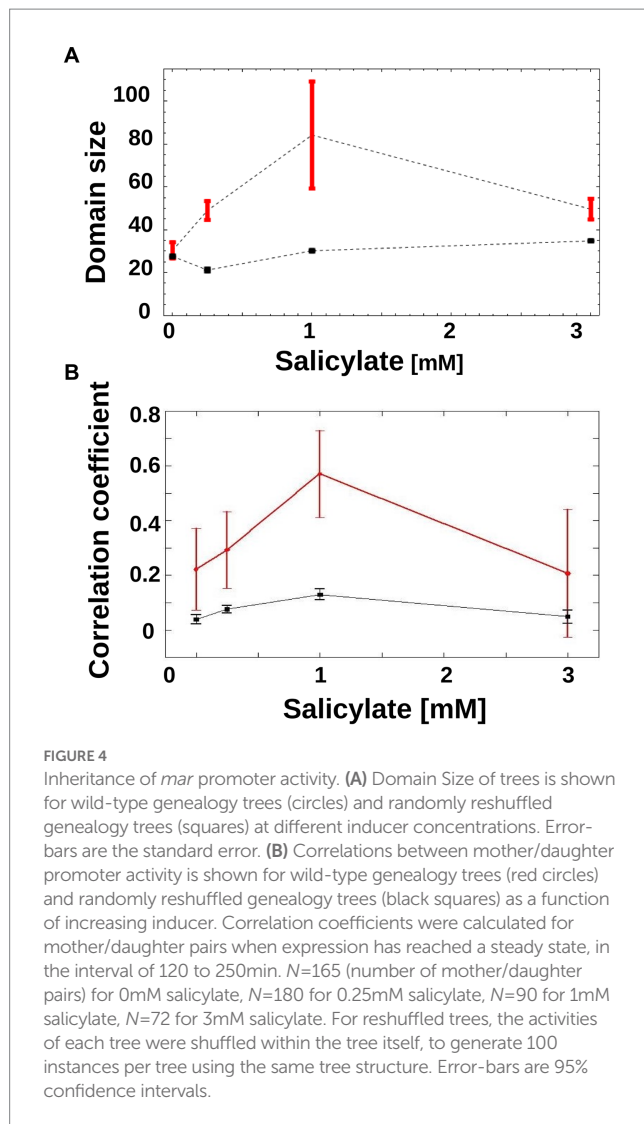 A
Domain size
100
80
60
40
20
0
0 1 2 3
Salicylate [mM]
B
Correlation coefficient
0.8
0.6
0.4
0.2
0
0 1 2 3
Salicylate [mM]
FIGURE 4
Inheritance of mar promoter activity. (A) Domain Size of trees is shown
for wild-type genealogy trees (circles) and randomly reshuffled
genealogy trees (squares) at different inducer concentrations. Error-
bars are the standard error. (B) Correlations between mother/daughter
promoter activity is shown for wild-type genealogy trees (red circles)
and randomly reshuffled genealogy trees (black squares) as a function
of increasing inducer. Correlation coefficients were calculated for
mother/daughter pairs when expression has reached a steady state, in
the interval of 120 to 250min. N=165 (number of mother/daughter
pairs) for 0mM salicylate, N=180 for 0.25mM salicylate, N=90 for 1mM
salicylate, N=72 for 3mM salicylate. For reshuffled trees, the activities
of each tree were shuffled within the tree itself, to generate 100
instances per tree using the same tree structure. Error-bars are 95%
confidence intervals.